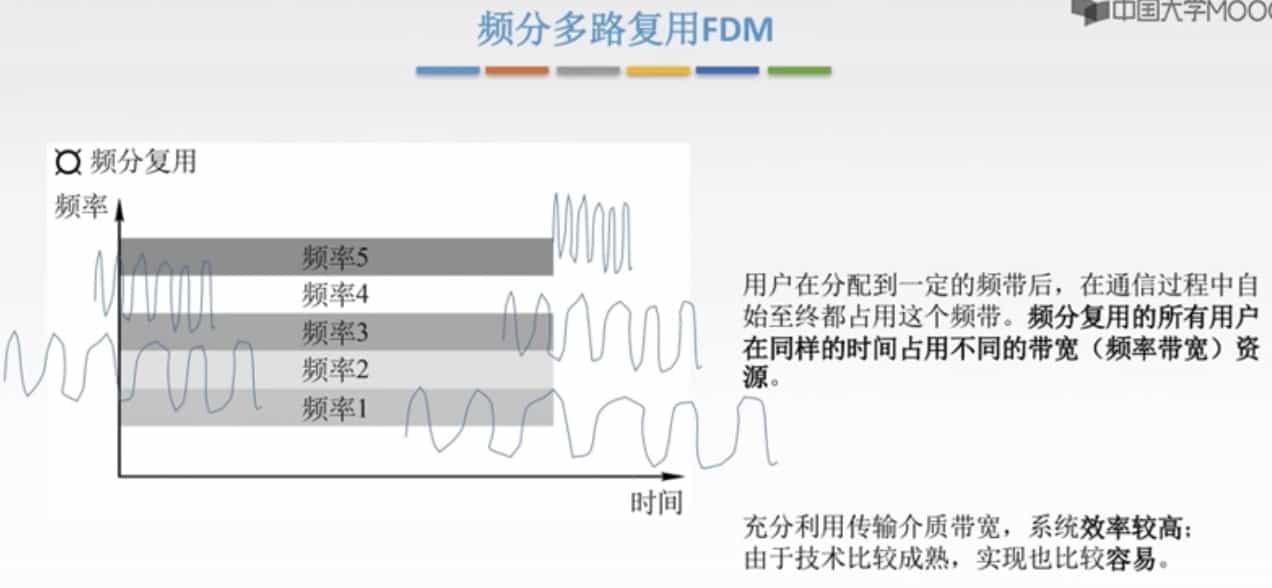 中国大学MOOC
频分多路复用FDM
¤ 频分复用
频率
频率5
频率4
频率3
频率2
频率1
时间
用户在分配到一定的频带后，在通信过程中自
始至终都占用这个频带。频分复用的所有用户
在同样的时间占用不同的带宽（频率带宽）资
源。
充分利用传输介质带宽，系统效率较高；
由于技术比较成熟，实现也比较容易。